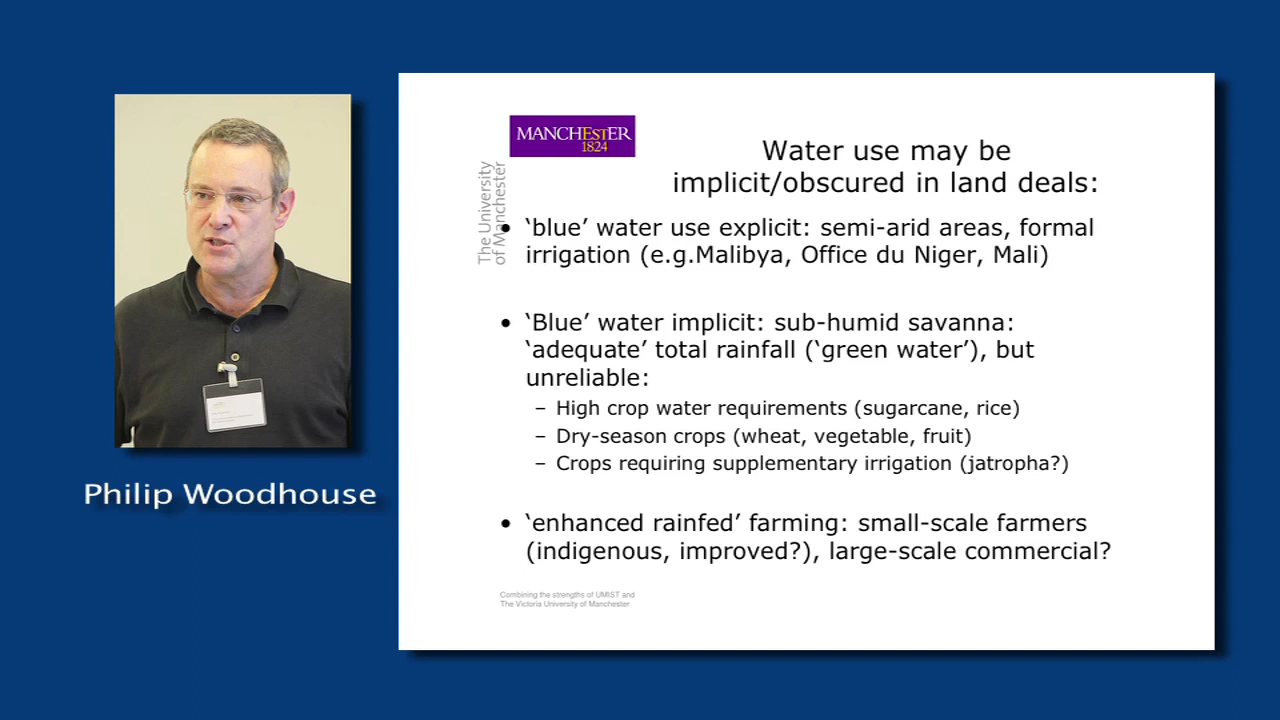 MANCHESTER
1824
The University
of Manchester
Water use may be
implicit/obscured in land deals:
• ‘blue’ water use explicit: semi-arid areas, formal
irrigation (e.g.Malibya, Office du Niger, Mali)
• ‘Blue’ water implicit: sub-humid savanna:
‘adequate’ total rainfall (‘green water’), but
unreliable:
– High crop water requirements (sugarcane, rice)
– Dry-season crops (wheat, vegetable, fruit)
– Crops requiring supplementary irrigation (jatropha?)
• ‘enhanced rainfed’ farming: small-scale farmers
(indigenous, improved?), large-scale commercial?
Combining the strengths of UMIST and
The Victoria University of Manchester
Philip Woodhouse